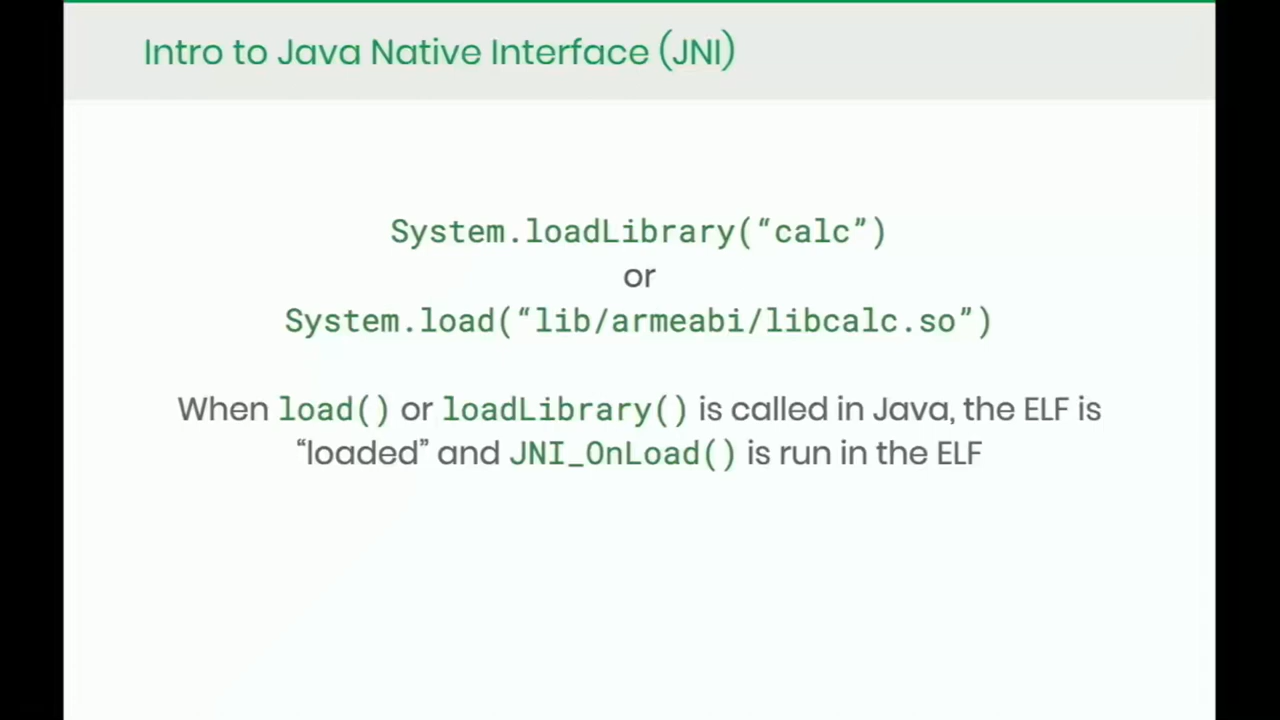 Intro to Java Native Interface (JNI)
System.loadLibrary(“calc”)
or
System.load(“lib/armeabi/libcalc.so”)
When load() or loadLibrary() is called in Java, the ELF is
“loaded” and JNI_OnLoad() is run in the ELF